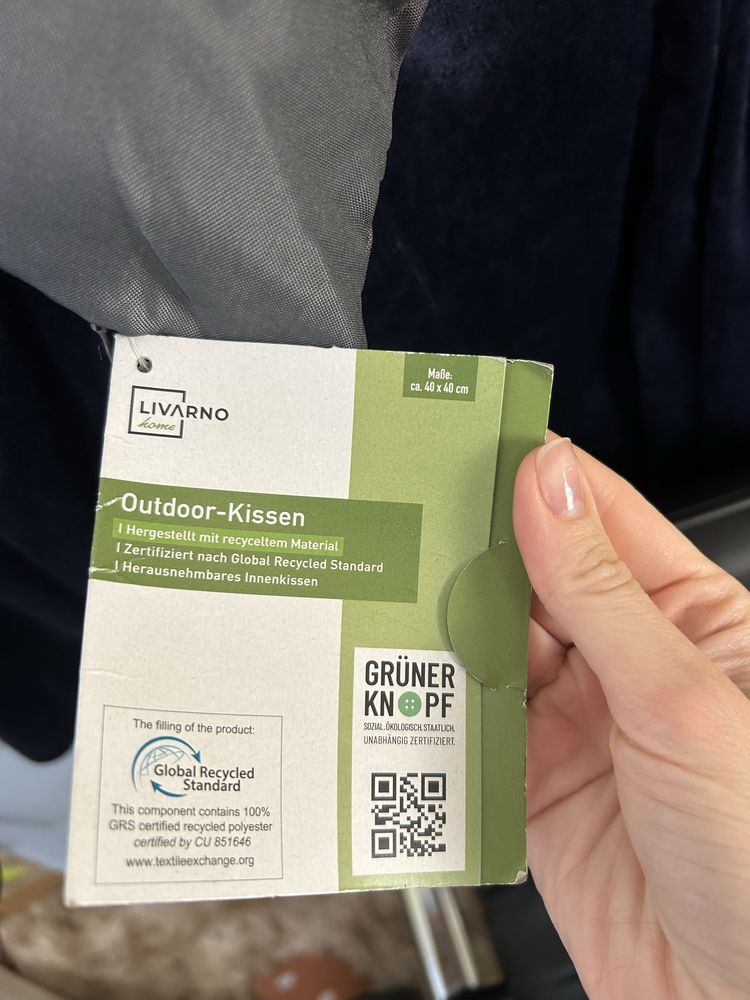 Maße:
ca. 40 x 40 cm
LIVARNO
home
Outdoor-Kissen
I Hergestellt mit recyceltem Material
I Zertifiziert nach Global Recycled Standard
I Herausnehmbares Innenkissen
GRÜNER
KNOPF
SOZIAL. ÖKOLOGISCH. STAATLICH.
UNABHÄNGIG ZERTIFIZIERT.
The filling of the product:
Global Recycled
Standard
This component contains 100%
GRS certified recycled polyester
certified by CU 851646
www.textileexchange.org